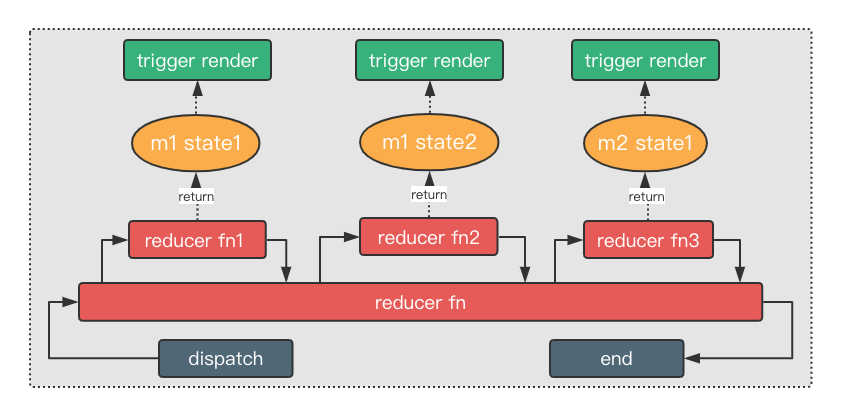 trigger render
trigger render
trigger render
m1 state1
m1 state2
m2 state1
return
return
return
reducer fn1
reducer fn2
reducer fn3
reducer fn
dispatch
end